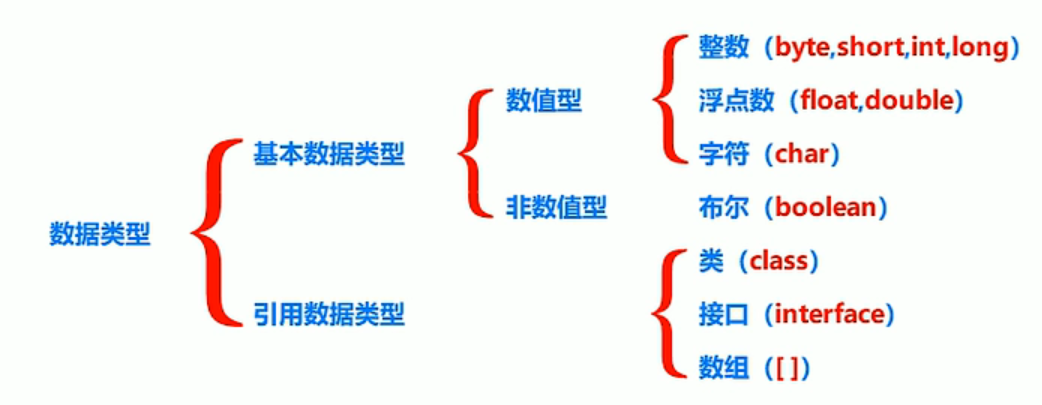 数据类型
基本数据类型
数值型
整数（byte,short,int,long）
浮点数（float,double）
字符（char）
非数值型
布尔（boolean）
引用数据类型
类（class）
接口（interface）
数组（[ ]）